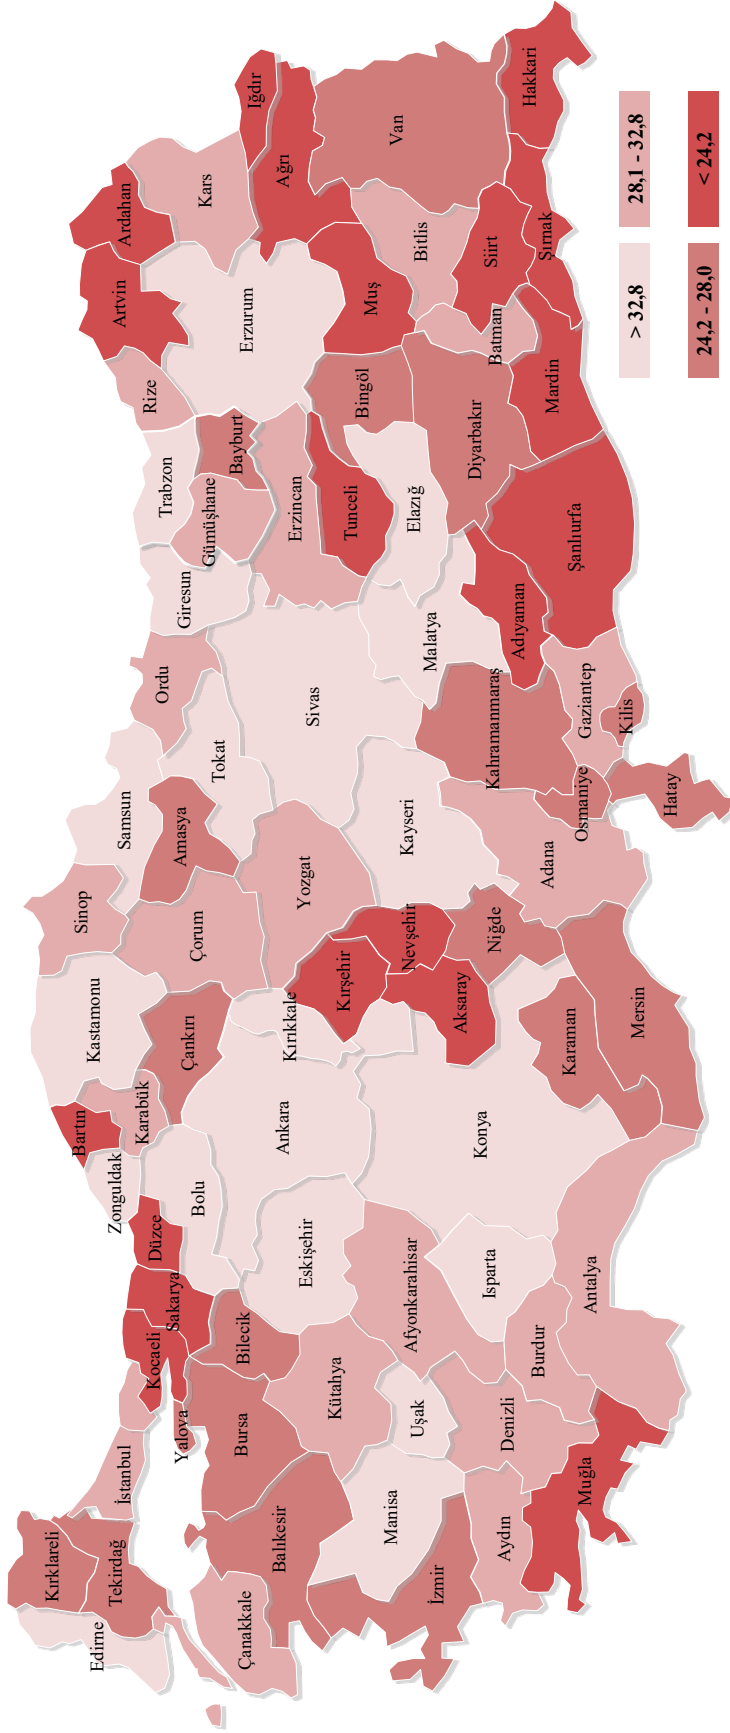 Edirne
Kırklareli
Tekirdağ
İstanbul
Çanakkale
Balıkesir
Bursa
Yalova
Kocaeli
Sakarya
Düzce
Bilecik
Kütahya
Manisa
İzmir
Aydın
Muğla
Denizli
Uşak
Afyonkarahisar
Burdur
Isparta
Antalya
Eskişehir
Bolu
Zonguldak
Bartın
Karabük
Kastamonu
Çankırı
Ankara
Konya
Kırıkkale
Kırşehir
Aksaray
Nevşehir
Niğde
Karaman
Mersin
Sinop
Çorum
Samsun
Amasya
Yozgat
Tokat
Kayseri
Adana
Osmaniye
Hatay
Ordu
Sivas
Kahramanmaraş
Gaziantep
Kilis
Giresun
Gümüşhane
Trabzon
Bayburt
Erzincan
Tunceli
Malatya
Elazığ
Adıyaman
Şanlıurfa
Rize
Artvin
Ardahan
Kars
Erzurum
Bingöl
Diyarbakır
Mardin
Batman
Muş
Bitlis
Siirt
Şırnak
Iğdır
Ağrı
Van
Hakkari
> 32,8
28,1 - 32,8
24,2 - 28,0
< 24,2